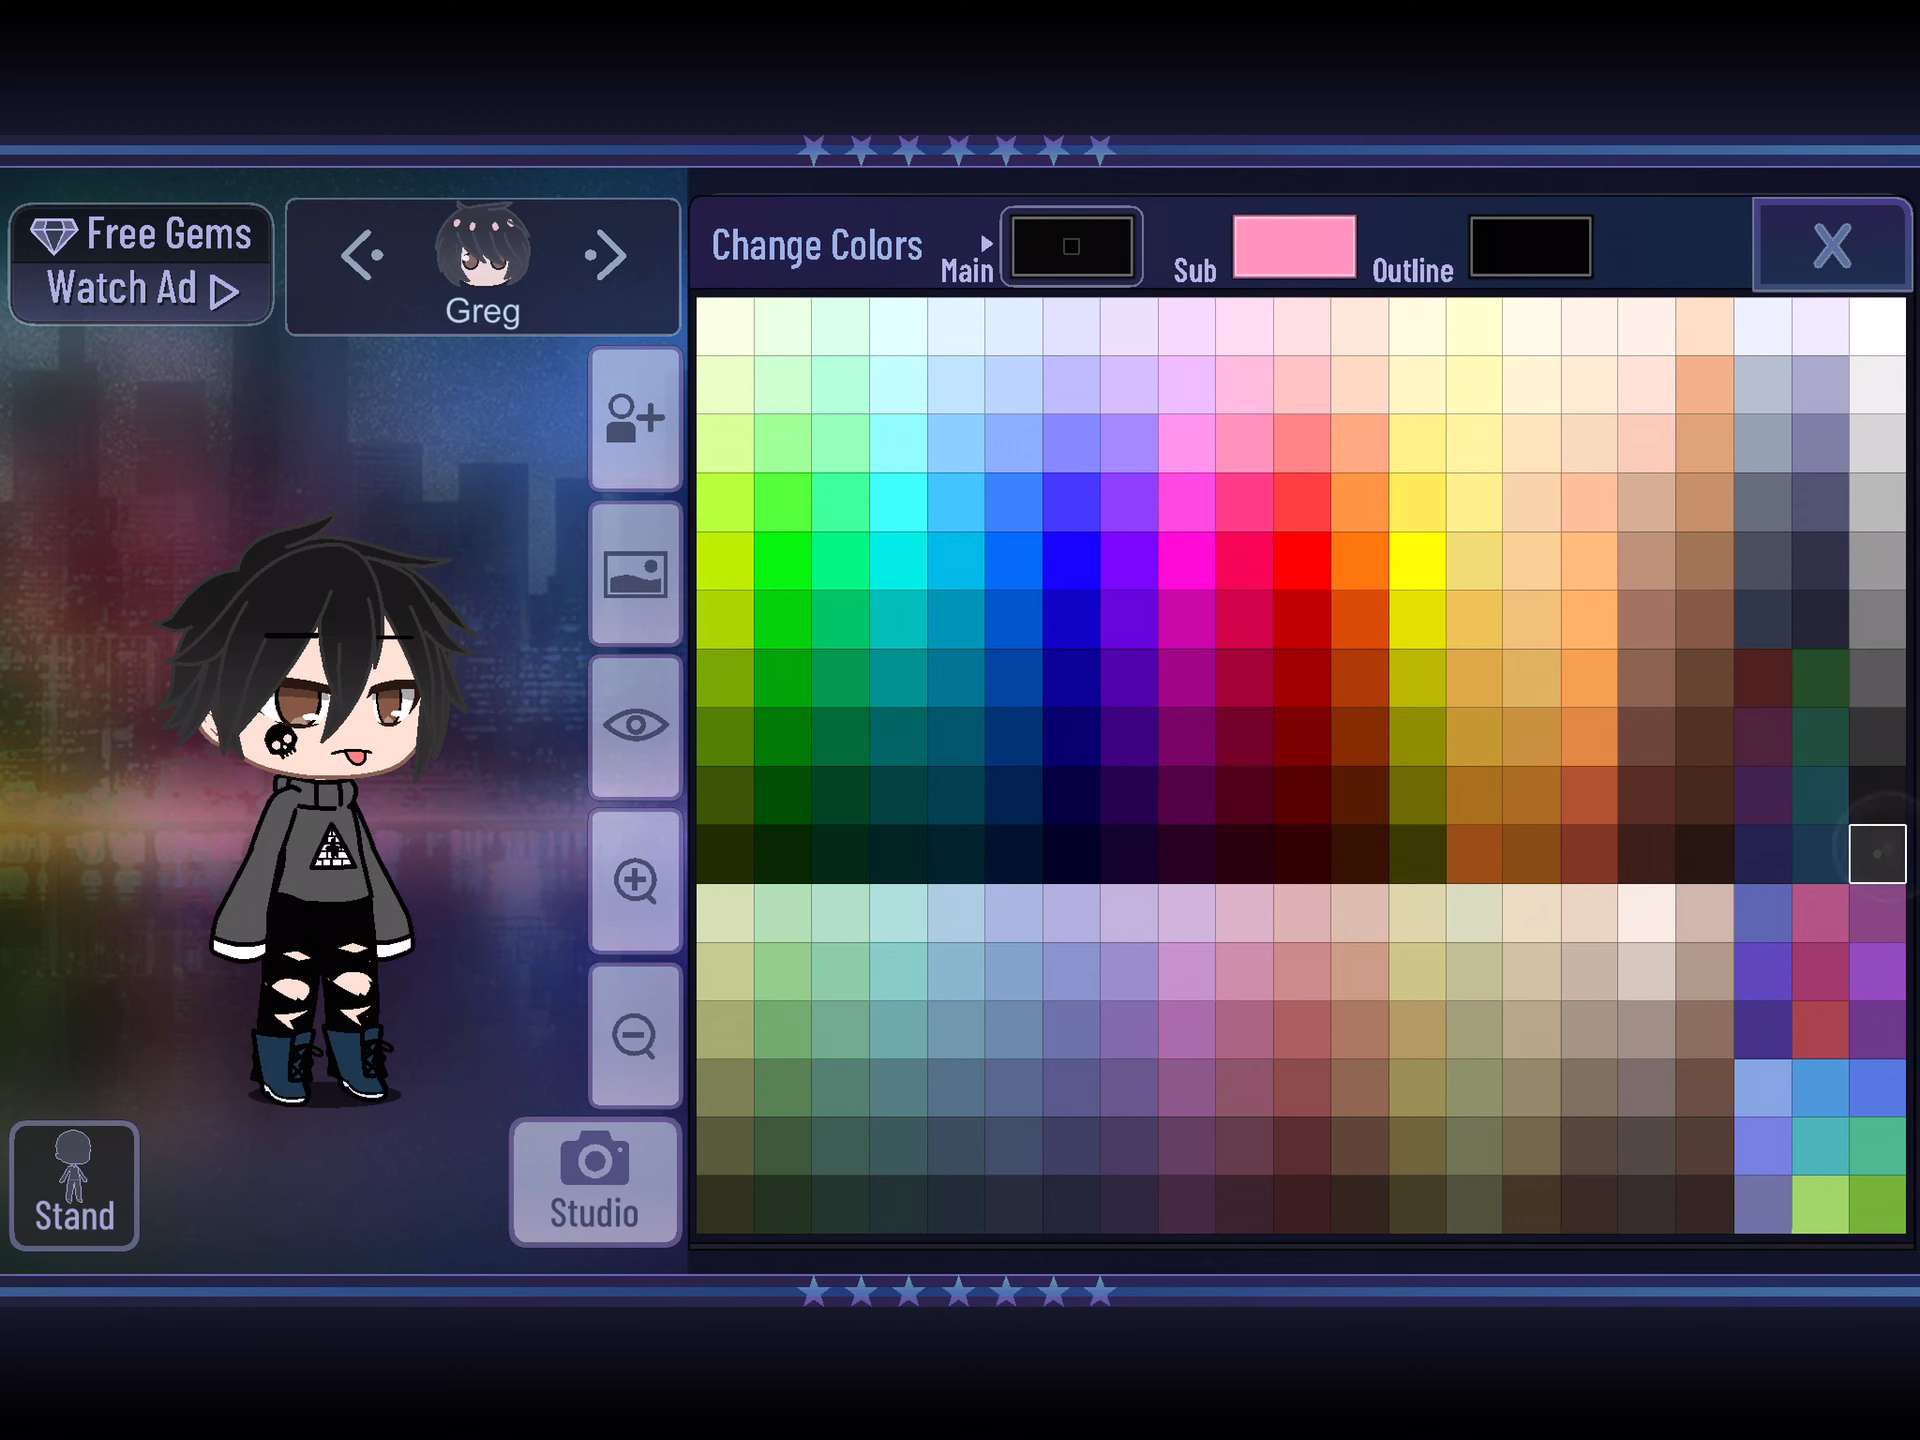 Free Gems
Watch Ad
Greg
Change Colors
Main
Sub
Outline
X
Stand
Studio